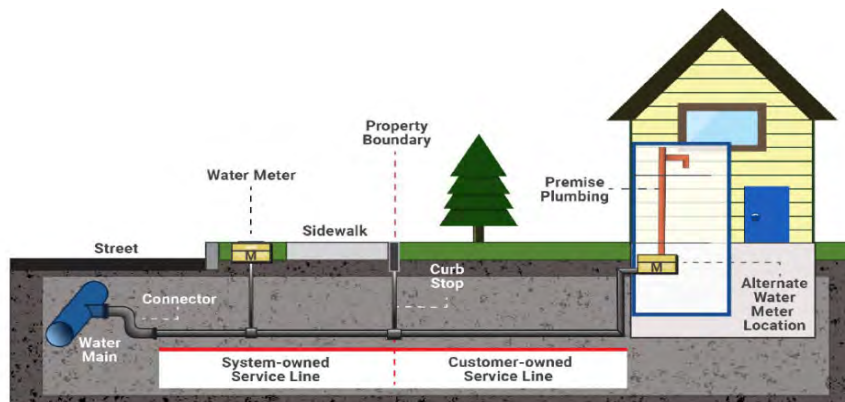 Property
Boundary
Water Meter
Premise
Plumbing
Sidewalk
Street
M
Curb
Stop
M
Connector
Alternate
Water
Meter
Location
Water
Main
System-owned
Service Line
Customer-owned
Service Line